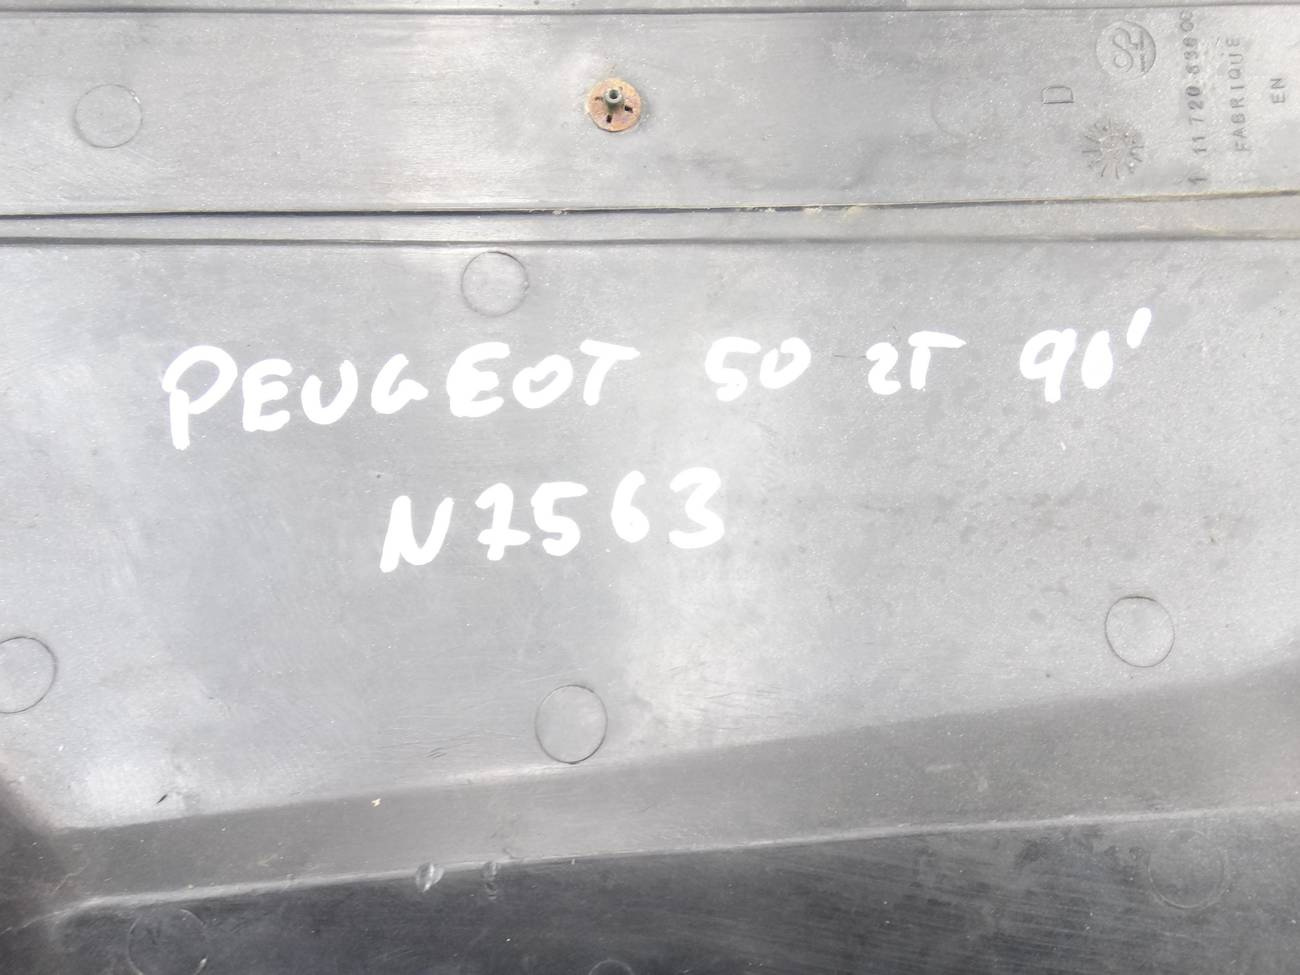 PEUGEOT 50 2T 90'
N7563
D
FABRIQUE
EN